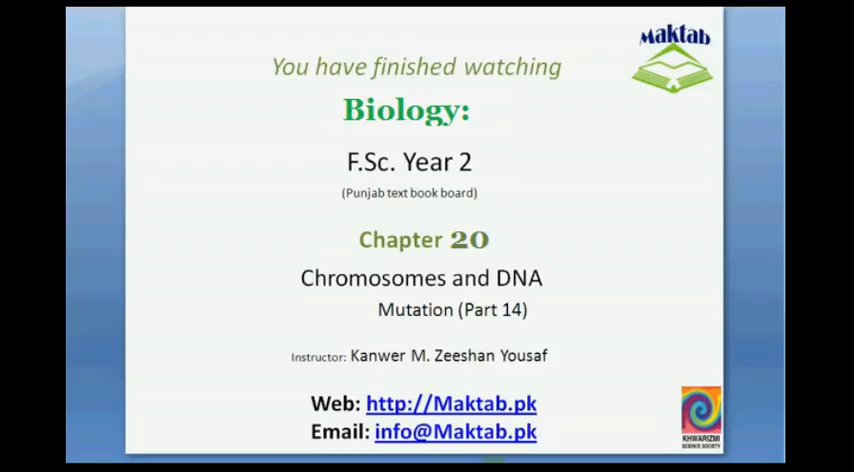 Maktab
You have finished watching
Biology:
F.Sc. Year 2
(Punjab text book board)
Chapter 20
Chromosomes and DNA
Mutation (Part 14)
Instructor: Kanwer M. Zeeshan Yousaf
Web: http://Maktab.pk
Email: info@Maktab.pk
KHWARIZMI
SCIENCE SOCIETY